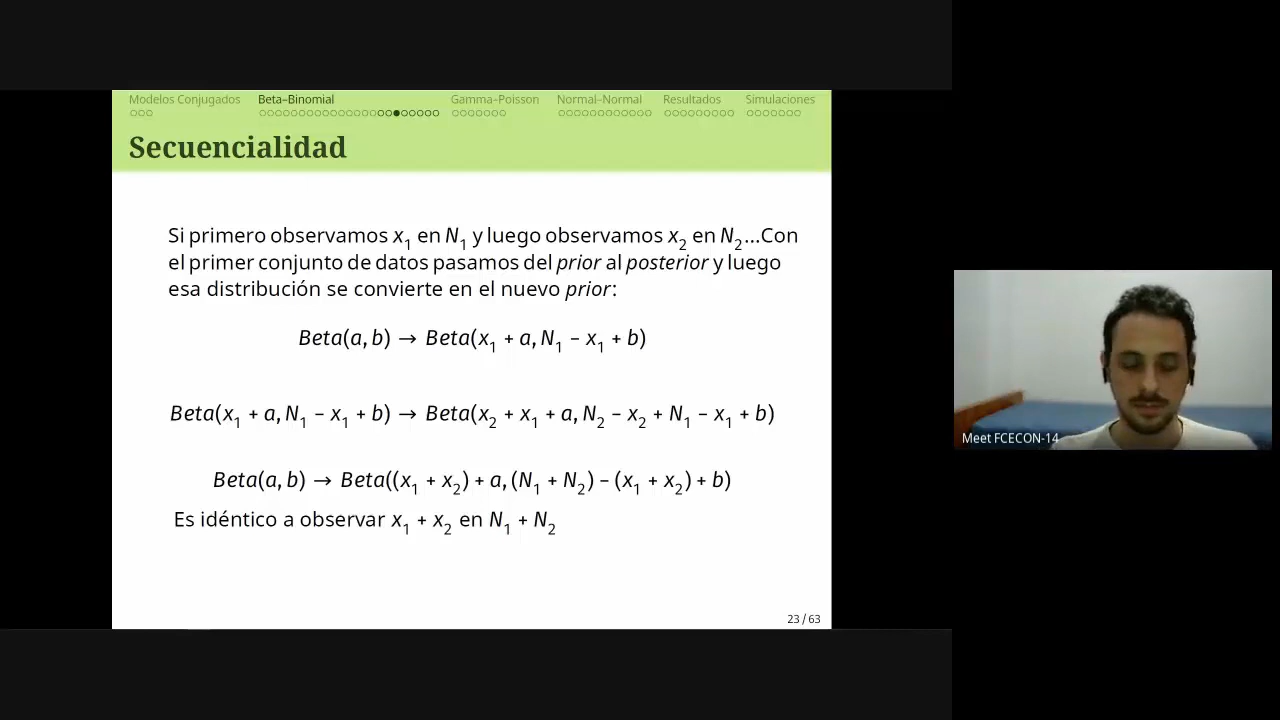 Modelos Conjugados Beta–Binomial Gamma–Poisson Normal–Normal Resultados Simulaciones
Secuencialidad
Si primero observamos x₁ en N₁ y luego observamos x₂ en N₂...Con
el primer conjunto de datos pasamos del prior al posterior y luego
esa distribución se convierte en el nuevo prior:
Beta(a, b) → Beta(x₁ + a, N₁ − x₁ + b)
Beta(x₁ + a, N₁ − x₁ + b) → Beta(x₂ + x₁ + a, N₂ − x₂ + N₁ − x₁ + b)
Beta(a, b) → Beta((x₁ + x₂) + a, (N₁ + N₂) − (x₁ + x₂) + b)
Es idéntico a observar x₁ + x₂ en N₁ + N₂
23 / 63
Meet FCECON-14